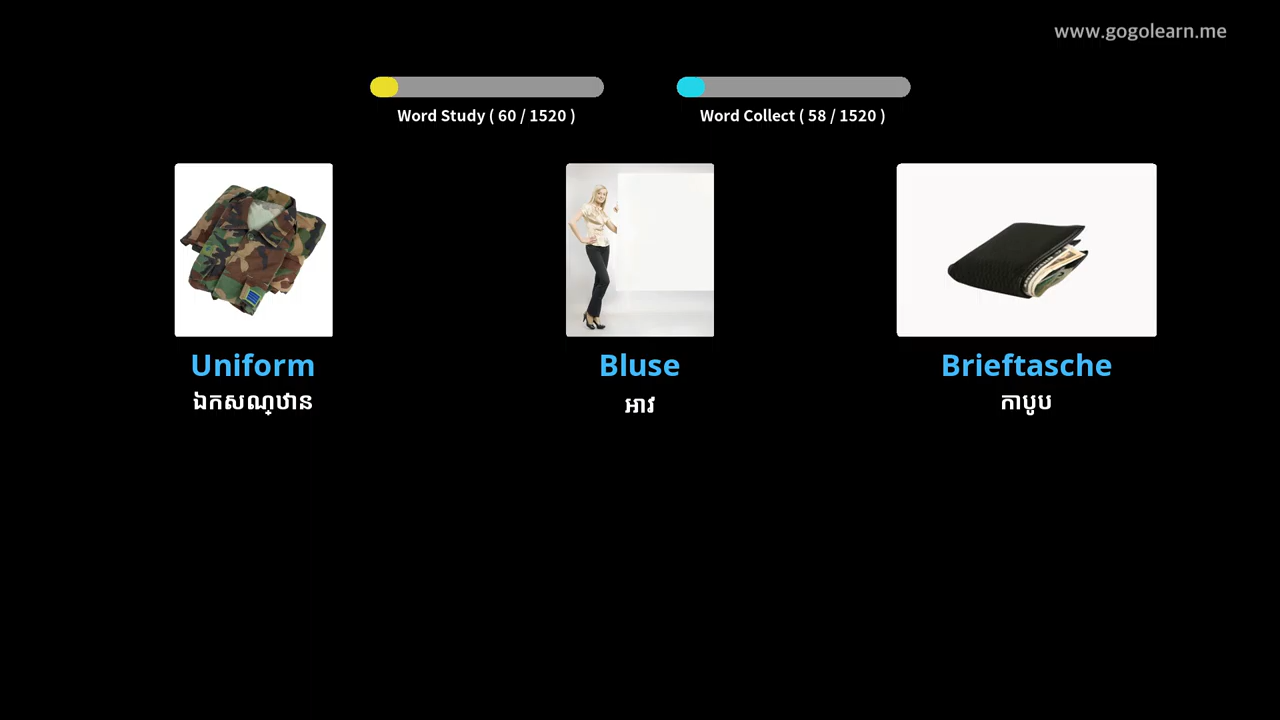 www.gogolearn.me
Word Study ( 60 / 1520 )
Word Collect ( 58 / 1520 )
Uniform
Bluse
Brieftasche
ឯកសណ្ឋាន
អាវ
កាបូប